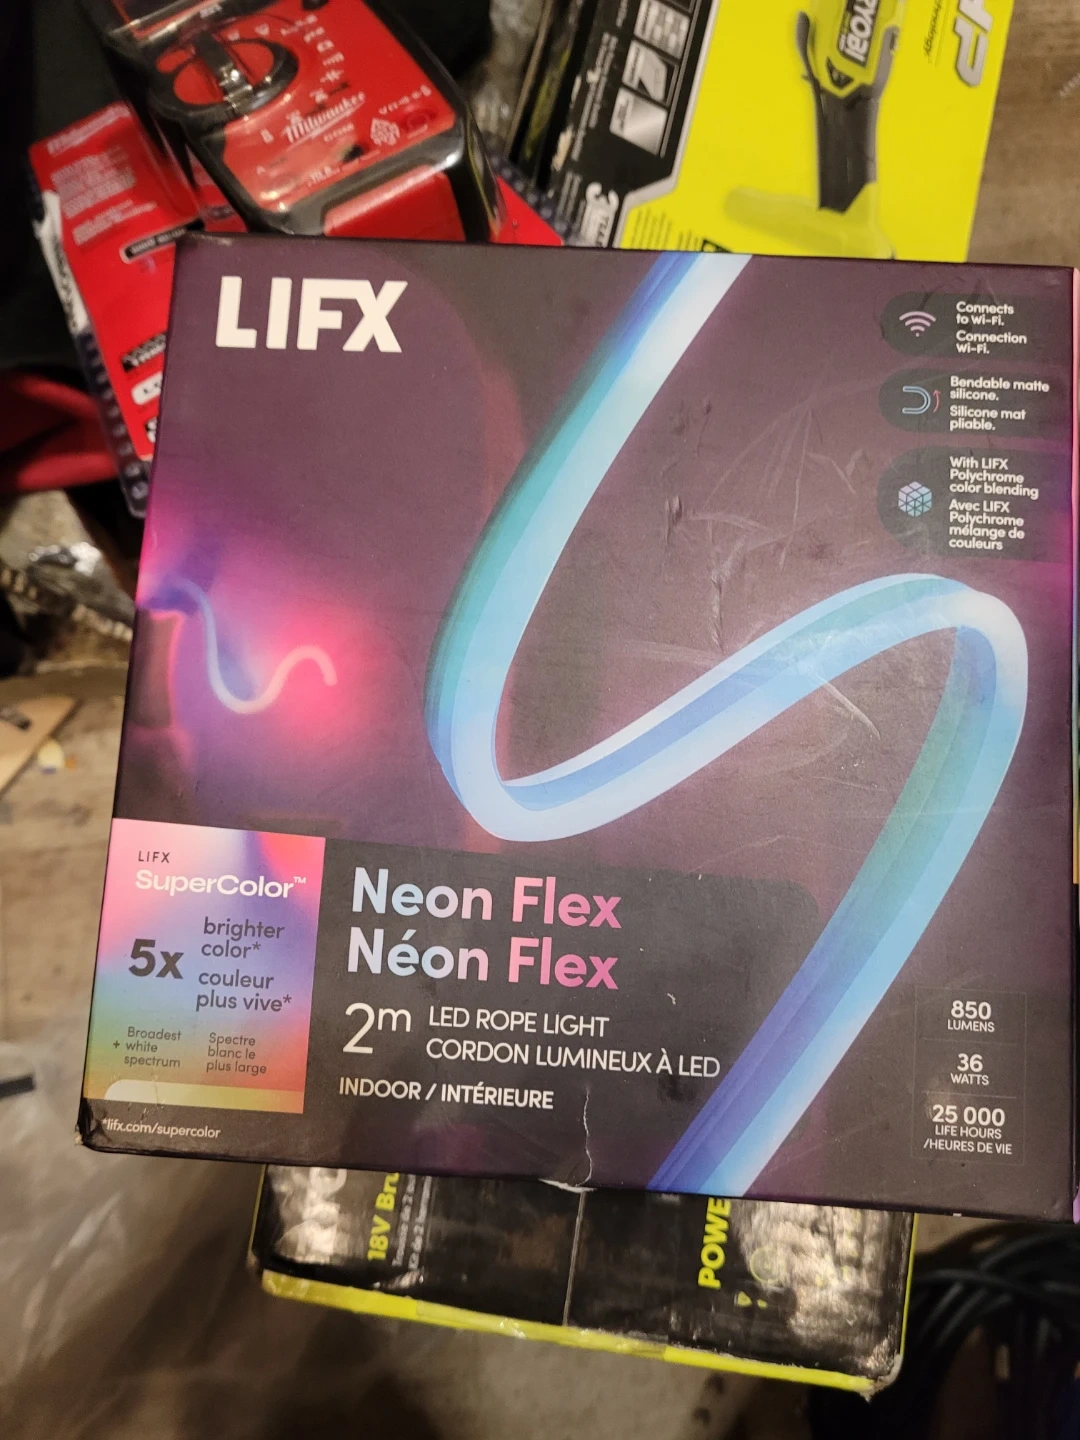 Milwaukee
RYOBI
HP
technology
LIFX
Connects
to Wi-Fi.
Connection
Wi-Fi.
Bendable matte
silicone.
Silicone mat
pliable.
With LIFX
Polychrome
color blending
Avec LIFX
Polychrome
mélange de
couleurs
LIFX
SuperColor™
5x
brighter
color*
couleur
plus vive*
+ Broadest
white
spectrum
Spectre
blanc le
plus large
*lifx.com/supercolor
Neon Flex
Néon Flex
2m
LED ROPE LIGHT
CORDON LUMINEUX À LED
INDOOR / INTÉRIEURE
850
LUMENS
36
WATTS
25 000
LIFE HOURS
/HEURES DE VIE
18V
POWE